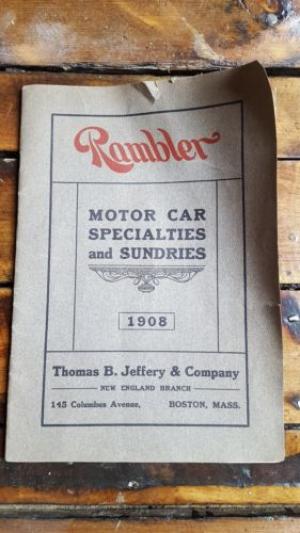 Rambler
MOTOR CAR
SPECIALTIES
and SUNDRIES
1908
Thomas B. Jeffery & Company
NEW ENGLAND BRANCH
145 Columbus Avenue, BOSTON, MASS.